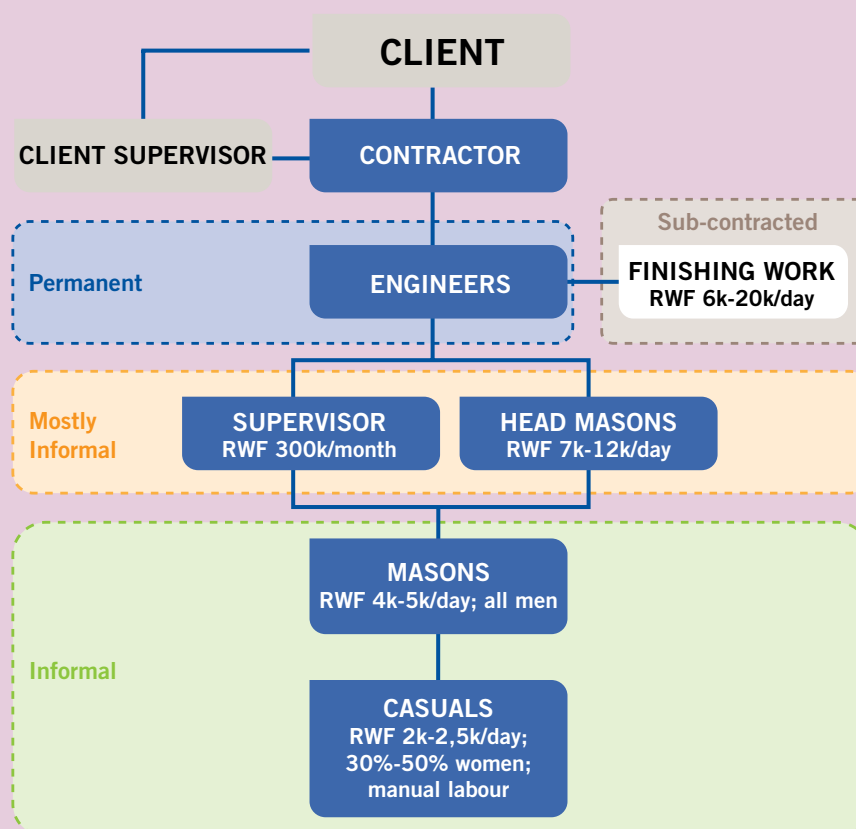 CLIENT
CLIENT SUPERVISOR
CONTRACTOR
Sub-contracted
Permanent
ENGINEERS
FINISHING WORK
RWF 6k-20k/day
Mostly
Informal
SUPERVISOR
RWF 300k/month
HEAD MASONS
RWF 7k-12k/day
MASONS
RWF 4k-5k/day; all men
Informal
CASUALS
RWF 2k-2,5k/day;
30%-50% women;
manual labour